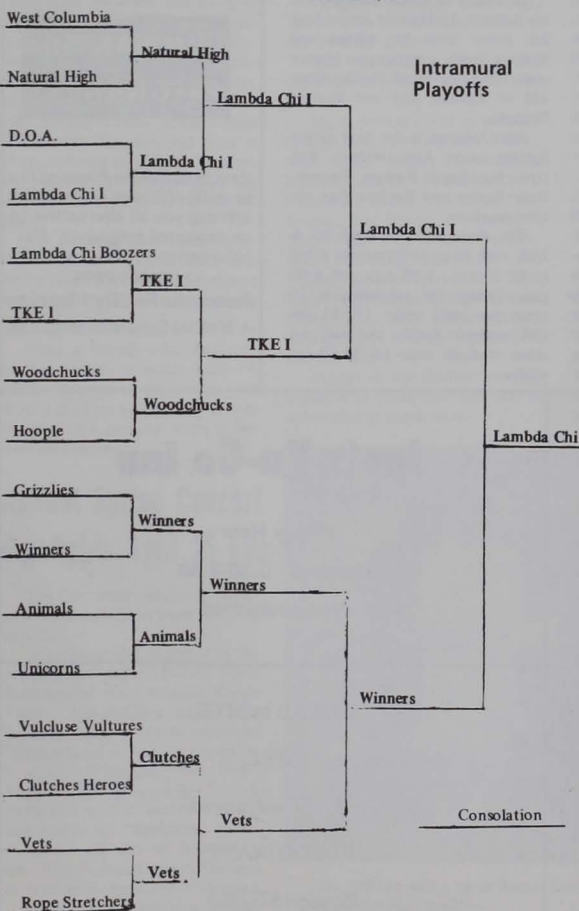 West Columbia
Natural High
Natural High
Lambda Chi I
Intramural
Playoffs
D.O.A.
Lambda Chi I
Lambda Chi I
Lambda Chi I
Lambda Chi Boozers
TKE I
TKE I
TKE I
Woodchucks
Woodchucks
Hoople
Lambda Chi
Grizzlies
Winners
Winners
Winners
Animals
Animals
Unicorns
Winners
Vulcluse Vultures
Clutches
Clutches Heroes
Vets
Consolation
Vets
Vets
Rope Stretchers